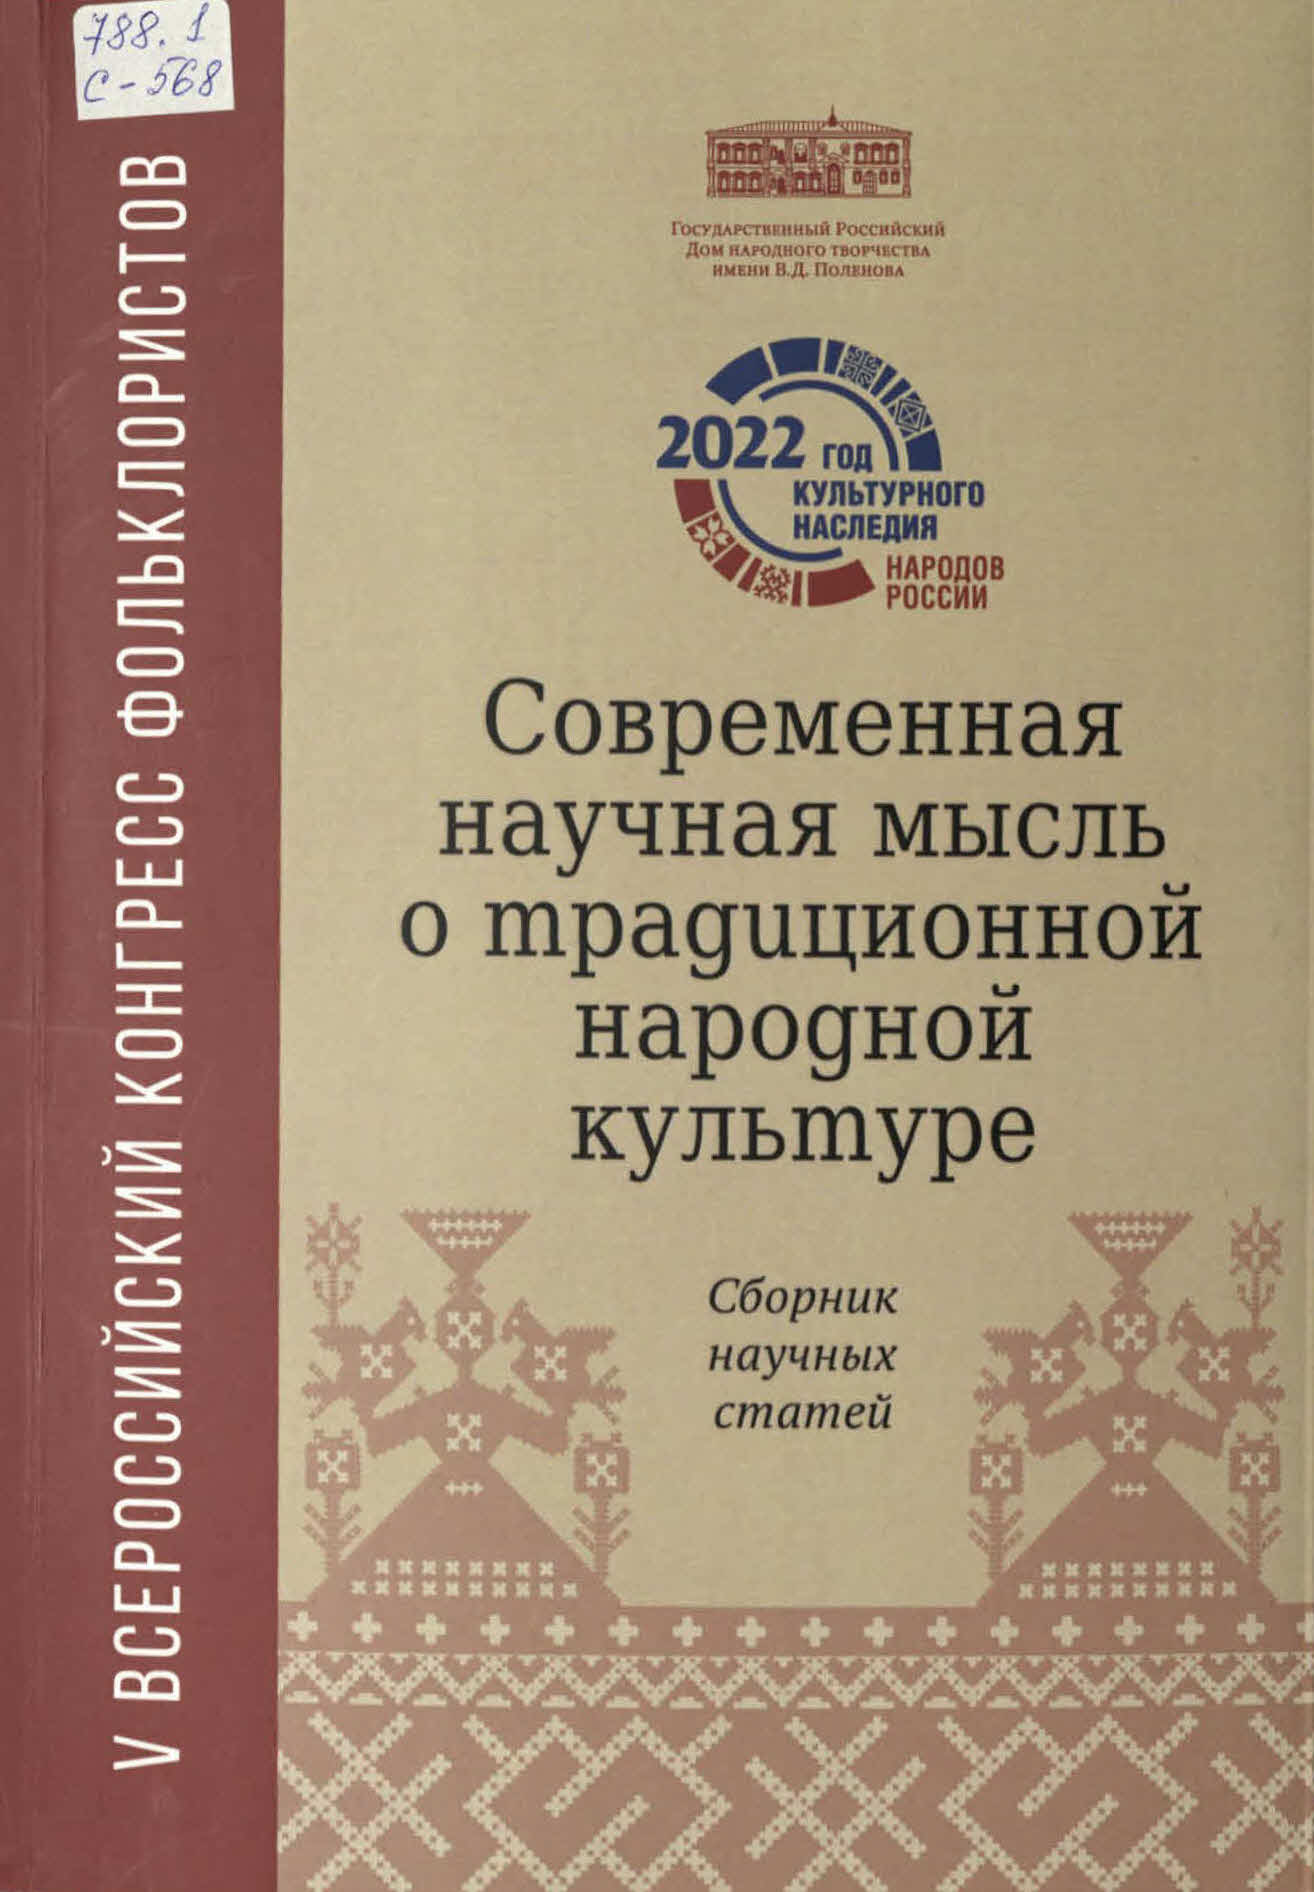 788.1
С-568
V ВСЕРОССИЙСКИЙ КОНГРЕСС ФОЛЬКЛОРИСТОВ
Государственный Российский
Дом народного творчества
имени В.Д. Поленова
2022 ГОД
КУЛЬТУРНОГО
НАСЛЕДИЯ
НАРОДОВ
РОССИИ
Современная
научная мысль
о традиционной
народной
культуре
Сборник
научных
статей